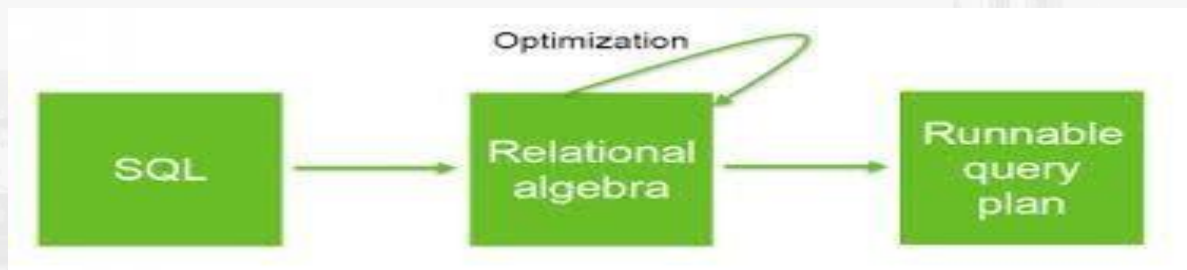 Optimization
SQL
Relational
algebra
Runnable
query
plan